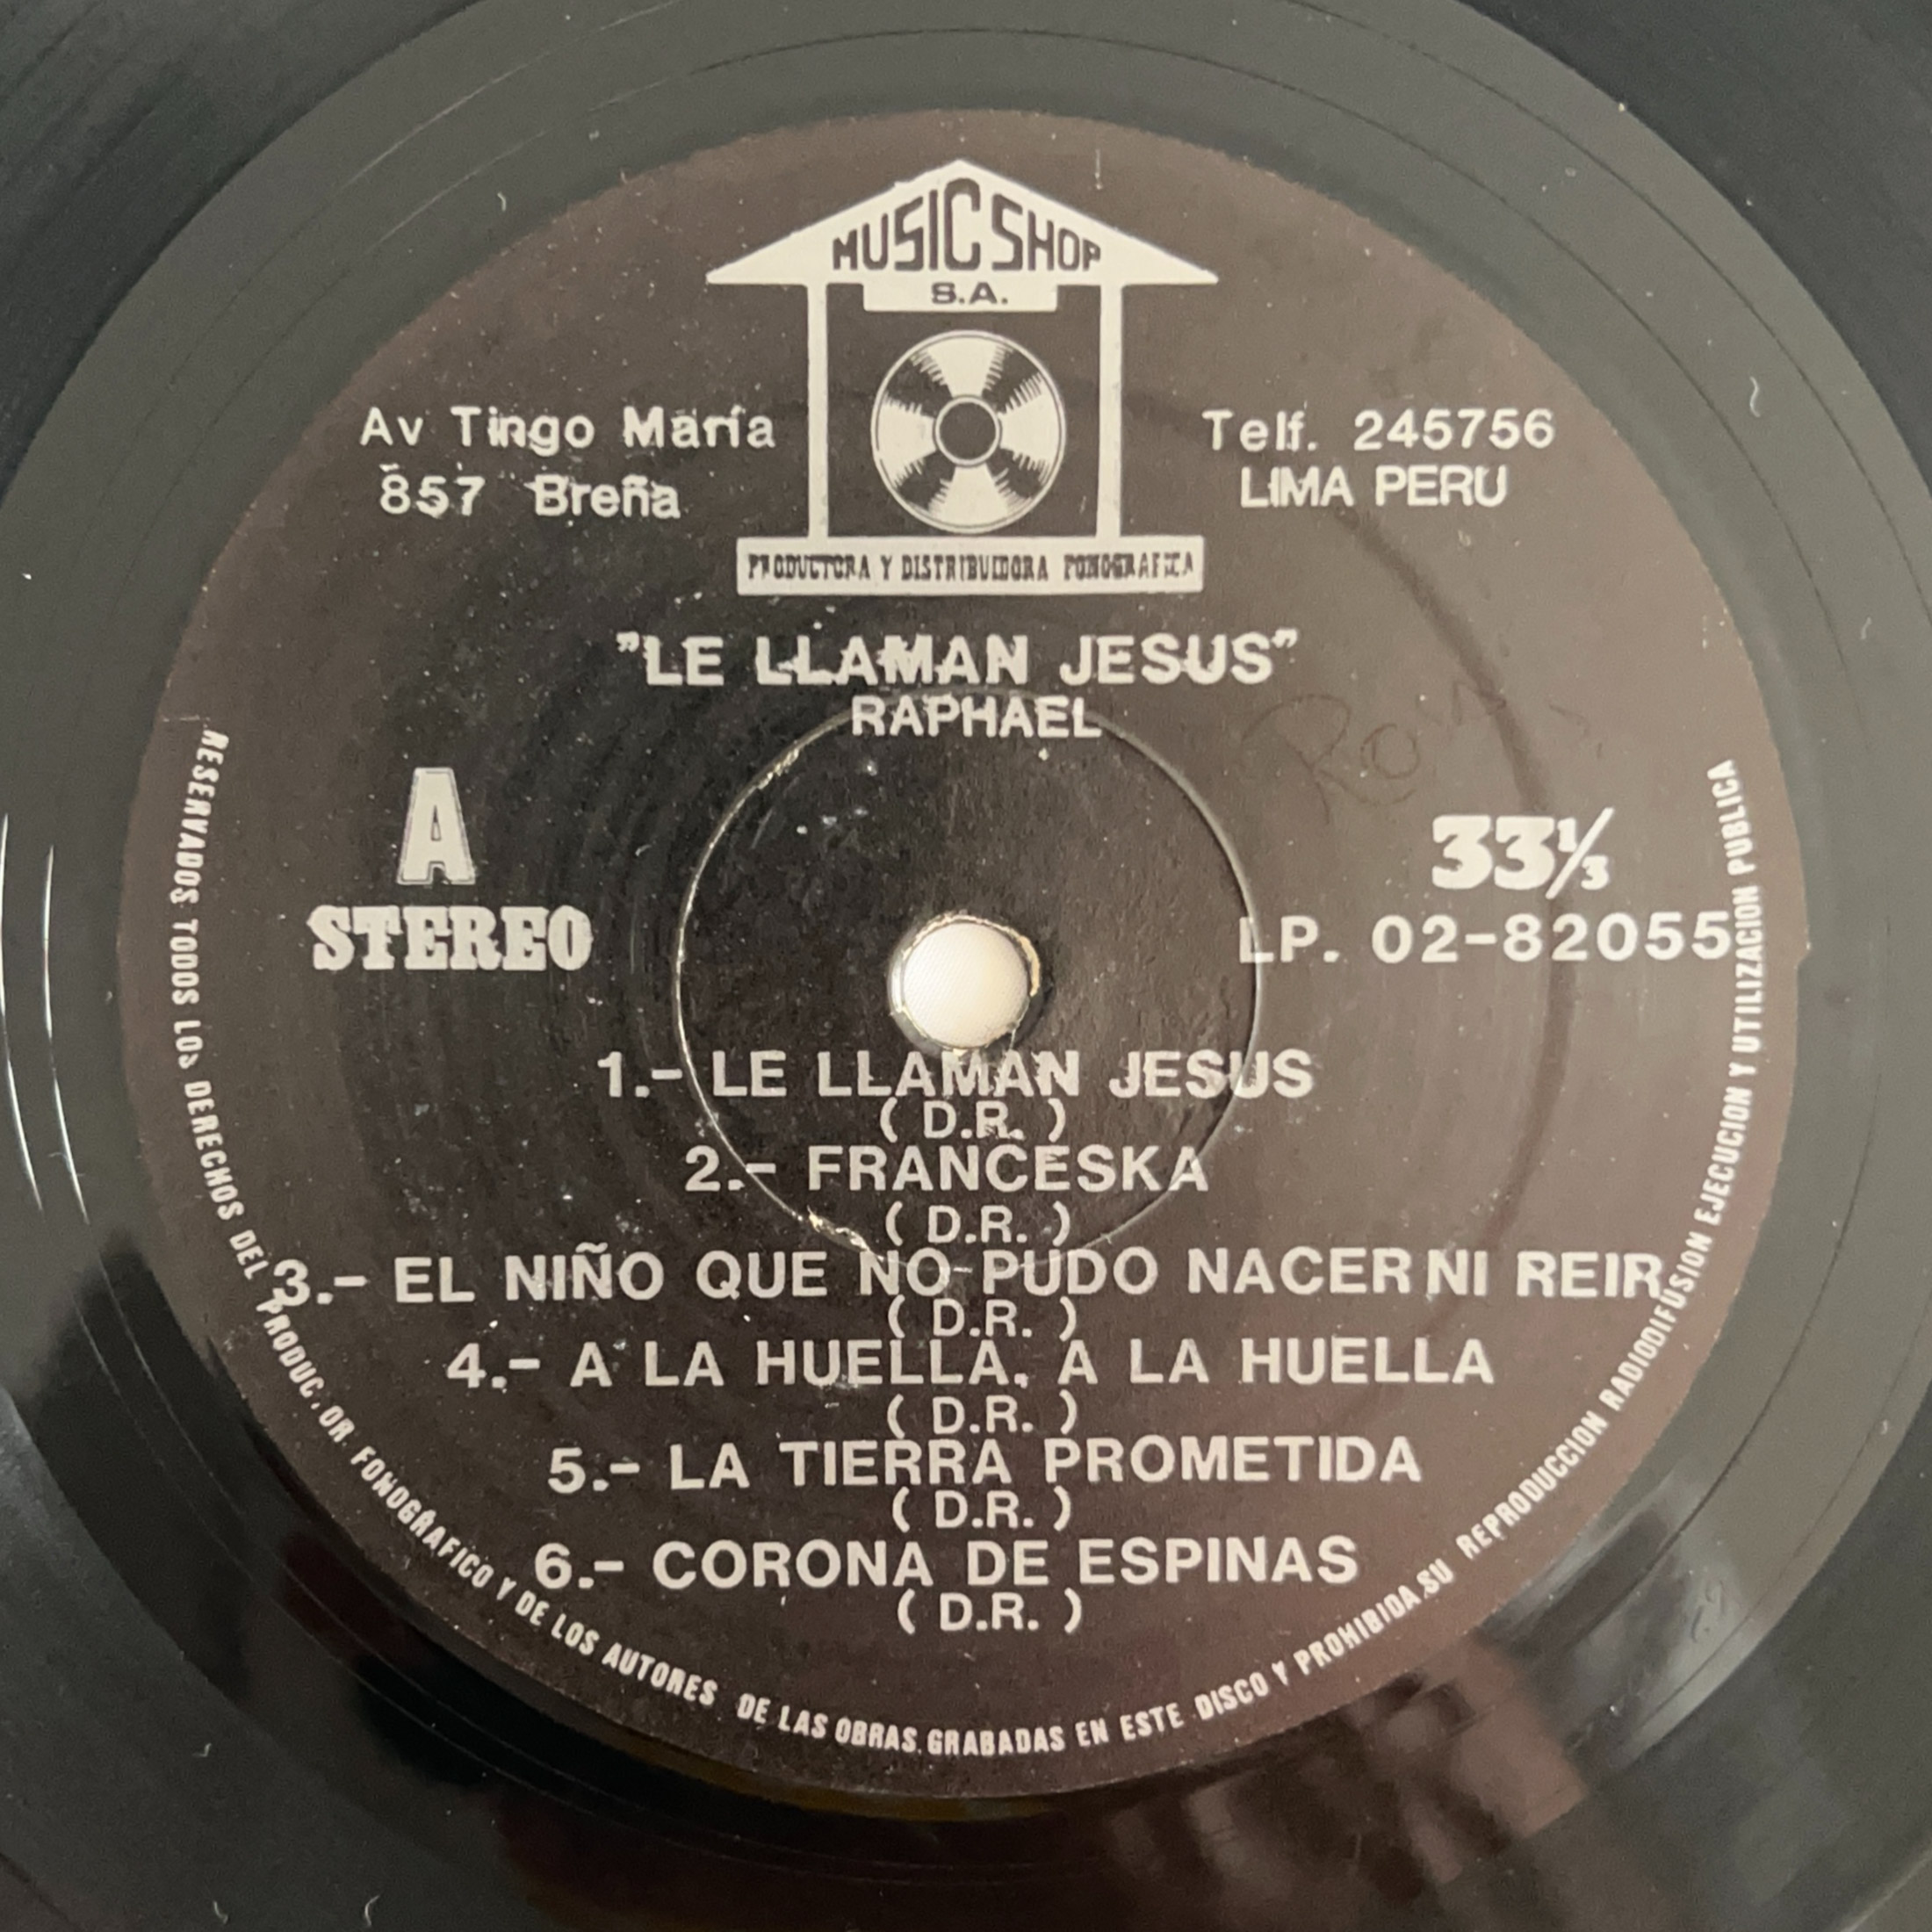 MUSIC SHOP
S.A.
Av Tingo María
857 Breña
Telf. 245756
LIMA PERU
PRODUCTORA Y DISTRIBUIDORA FONOGRAFICA
"LE LLAMAN JESUS"
RAPHAEL
A
STEREO
33⅓
LP. 02-82055
1.- LE LLAMAN JESUS
( D.R. )
2.- FRANCESKA
( D.R. )
3.- EL NIÑO QUE NO PUDO NACER NI REIR
( D.R. )
4.- A LA HUELLA, A LA HUELLA
( D.R. )
5.- LA TIERRA PROMETIDA
( D.R. )
6.- CORONA DE ESPINAS
( D.R. )
RESERVADOS TODOS LOS DERECHOS DEL PRODUCTOR FONOGRAFICO Y DE LOS AUTORES DE LAS OBRAS GRABADAS EN ESTE DISCO Y PROHIBIDA SU REPRODUCCION RADIODIFUSION EJECUCION Y UTILIZACION PUBLICA